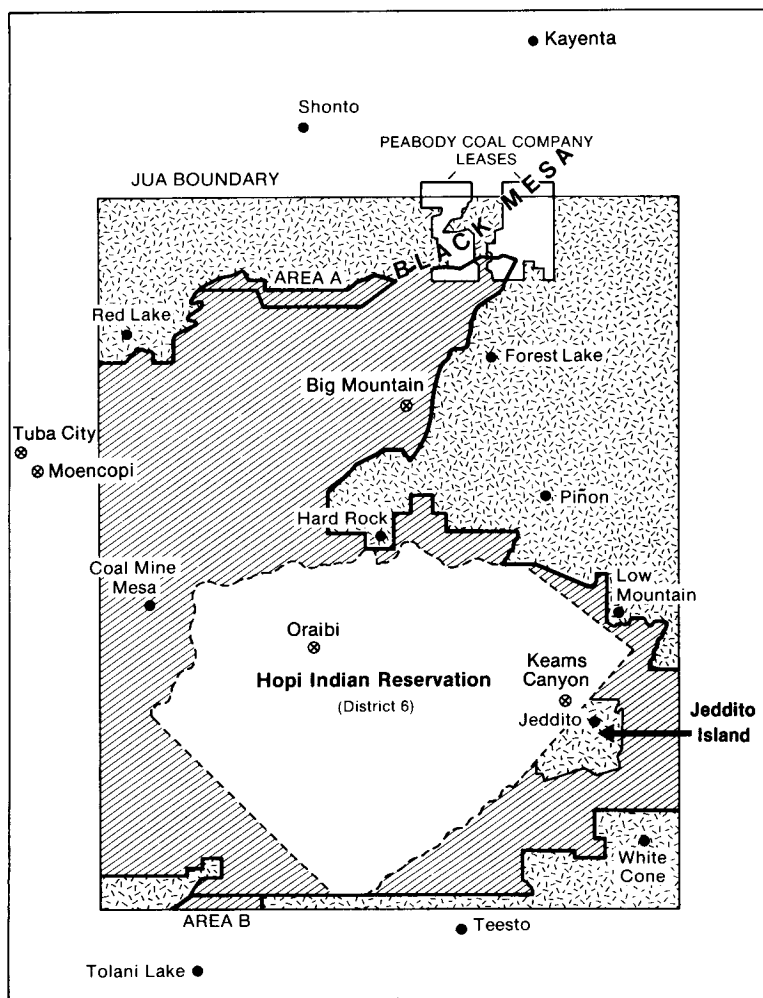 Kayenta
Shonto
PEABODY COAL COMPANY
LEASES
JUA BOUNDARY
BLACK MESA
AREA A
Red Lake
Forest Lake
Big Mountain
Tuba City
Moencopi
Piñon
Hard Rock
Coal Mine
Mesa
Low
Mountain
Oraibi
Keams
Canyon
Hopi Indian Reservation
(District 6)
Jeddito
Jeddito
Island
White
Cone
AREA B
Teesto
Tolani Lake